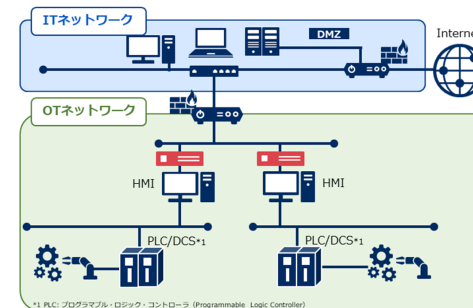 ITネットワーク
DMZ
Interne
OTネットワーク
HMI
HMI
PLC/DCS*1
PLC/DCS*1
*1 PLC: プログラマブル・ロジック・コントローラ（Programmable Logic Controller）